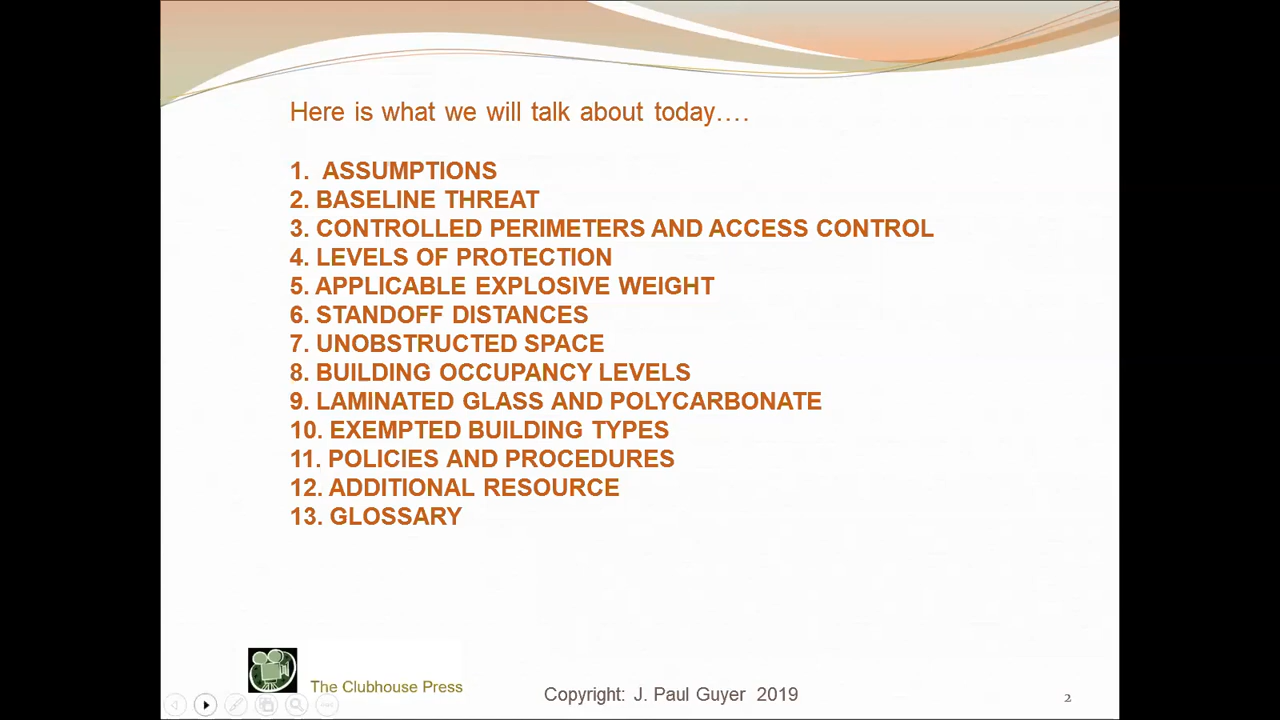 Here is what we will talk about today….
1. ASSUMPTIONS
2. BASELINE THREAT
3. CONTROLLED PERIMETERS AND ACCESS CONTROL
4. LEVELS OF PROTECTION
5. APPLICABLE EXPLOSIVE WEIGHT
6. STANDOFF DISTANCES
7. UNOBSTRUCTED SPACE
8. BUILDING OCCUPANCY LEVELS
9. LAMINATED GLASS AND POLYCARBONATE
10. EXEMPTED BUILDING TYPES
11. POLICIES AND PROCEDURES
12. ADDITIONAL RESOURCE
13. GLOSSARY
The Clubhouse Press
Copyright: J. Paul Guyer 2019
2